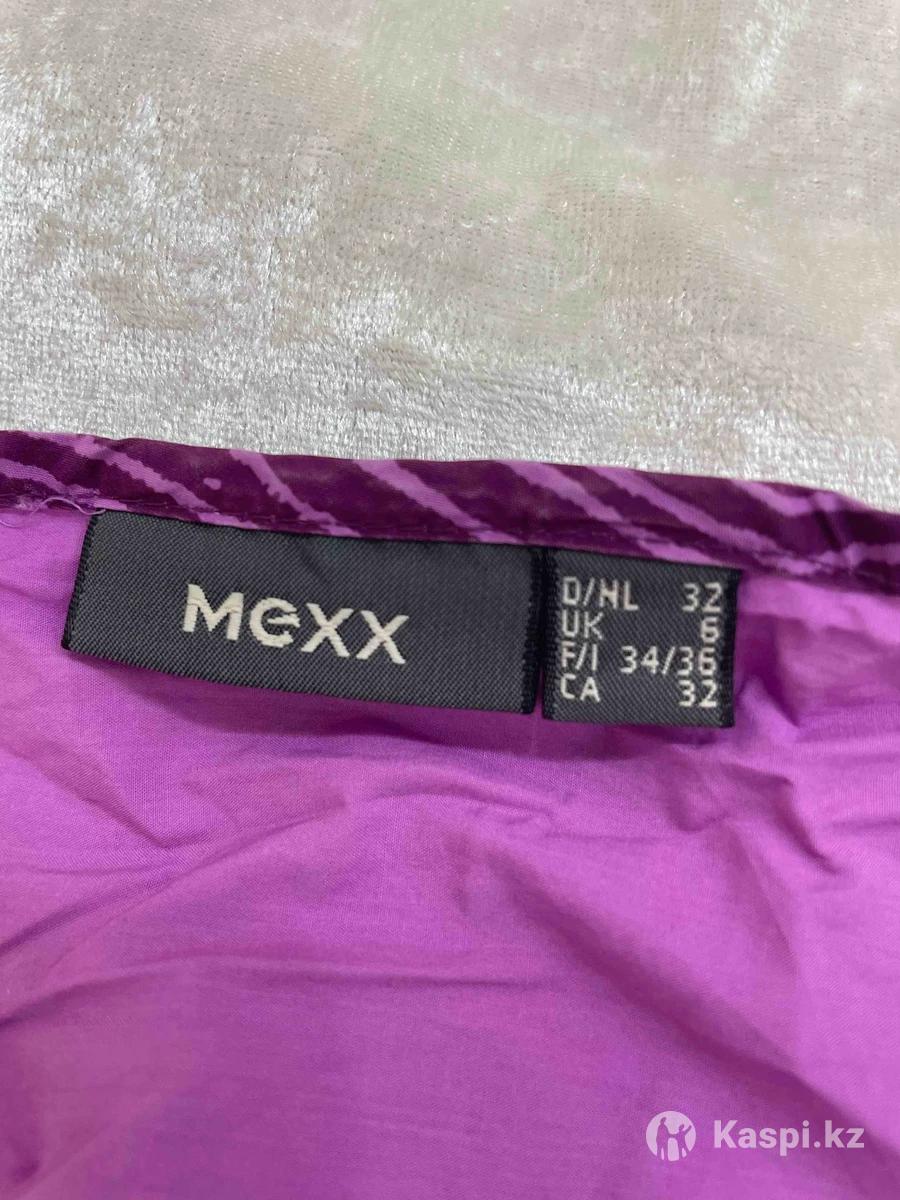 Mexx
D/NL 32
UK 6
F/I 34/36
CA 32
Kaspi.kz